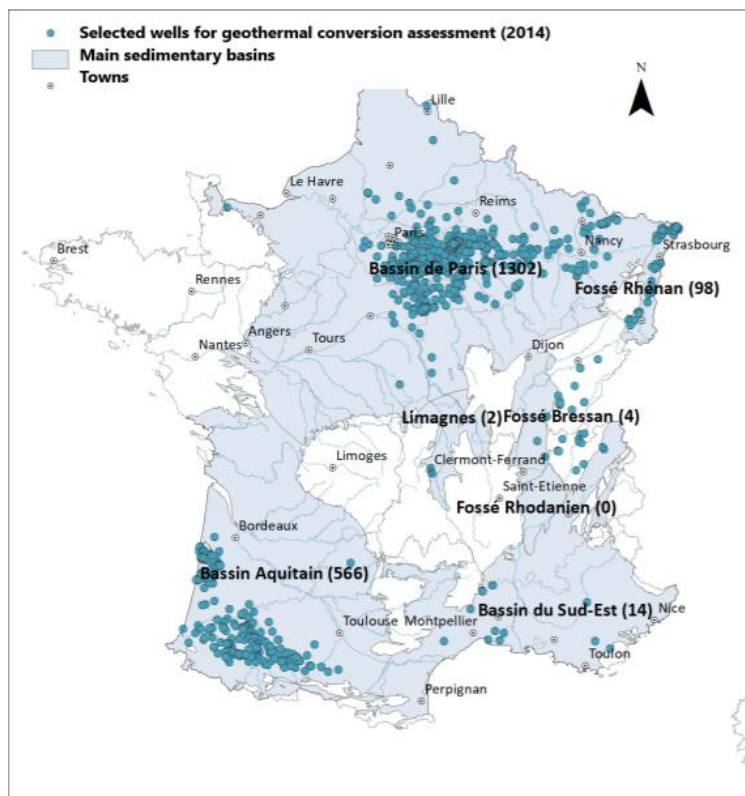 Selected wells for geothermal conversion assessment (2014)
Main sedimentary basins
Towns
N
Lille
Le Havre
Reims
Paris
Nancy
Strasbourg
Brest
Bassin de Paris (1302)
Rennes
Fossé Rhénan (98)
Angers
Nantes
Tours
Dijon
Limagnes (2)
Fossé Bressan (4)
Limoges
Clermont-Ferrand
Saint-Etienne
Fossé Rhodanien (0)
Bordeaux
Bassin Aquitain (566)
Bassin du Sud-Est (14)
Nice
Toulouse
Montpellier
Toulon
Perpignan